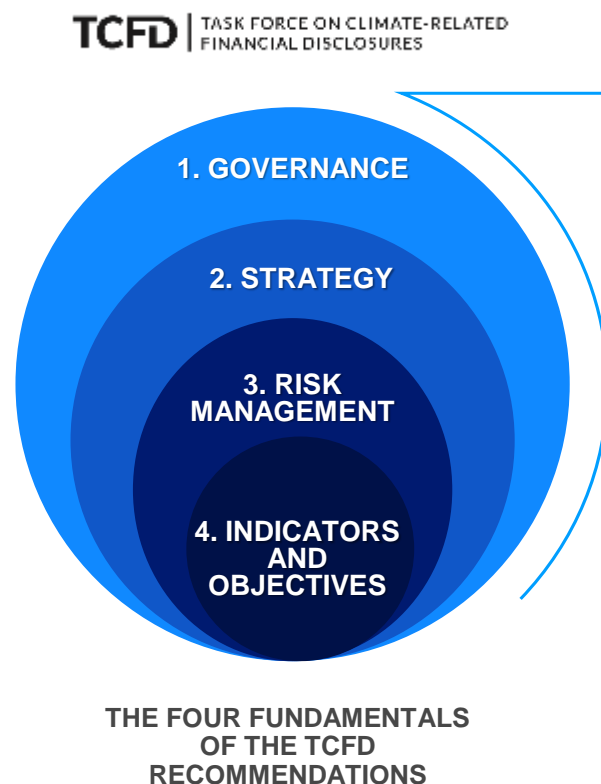 TCFD
TASK FORCE ON CLIMATE-RELATED
FINANCIAL DISCLOSURES
1. GOVERNANCE
2. STRATEGY
3. RISK
MANAGEMENT
4. INDICATORS
AND
OBJECTIVES
THE FOUR FUNDAMENTALS
OF THE TCFD
RECOMMENDATIONS